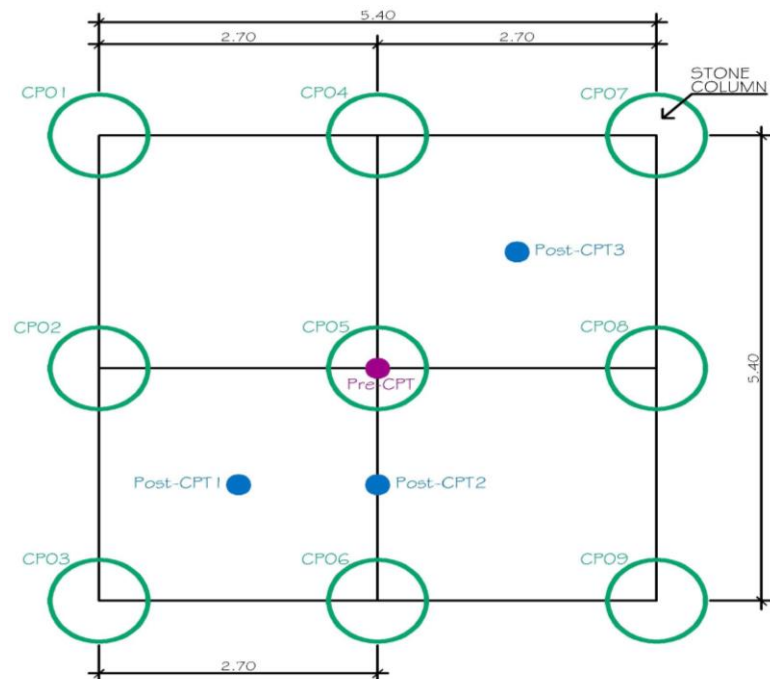 5.40
2.70
2.70
STONE
COLUMN
CP01
CP04
CP07
Post-CPT3
CP02
CP05
CP08
Pre-CPT
5.40
Post-CPT1
Post-CPT2
CP03
CP06
CP09
2.70